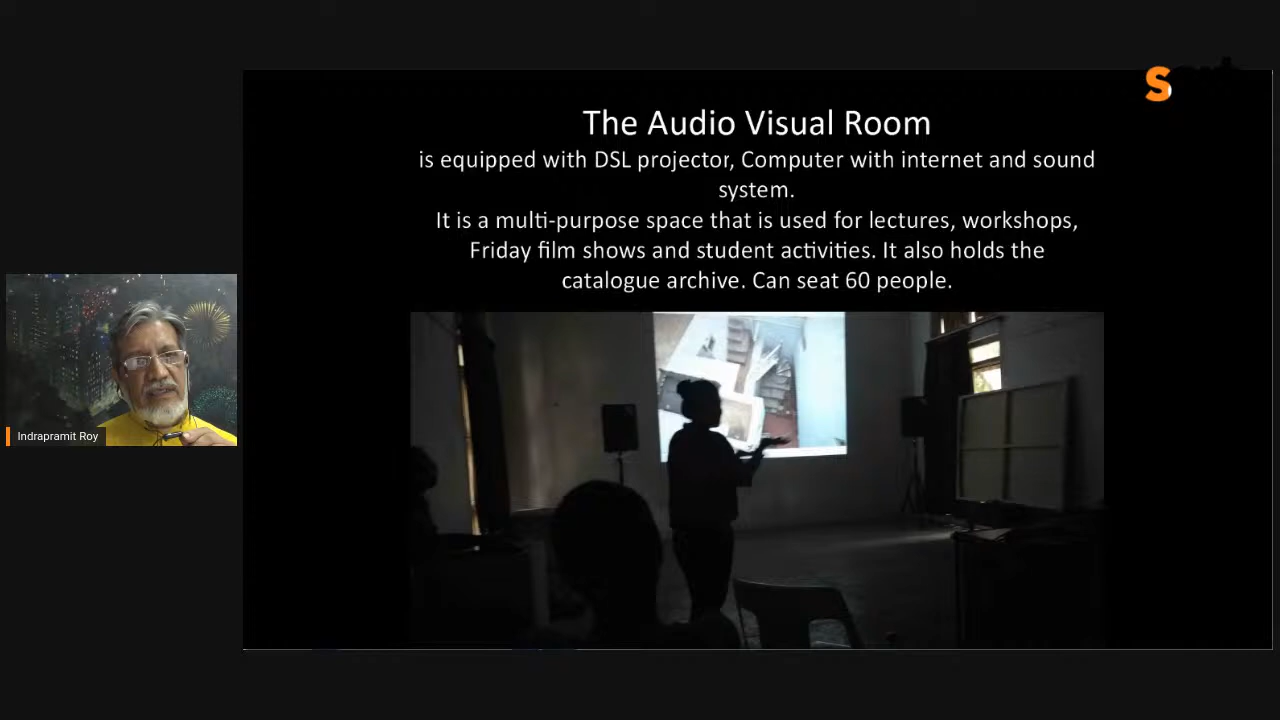 The Audio Visual Room
is equipped with DSL projector, Computer with internet and sound
system.
It is a multi-purpose space that is used for lectures, workshops,
Friday film shows and student activities. It also holds the
catalogue archive. Can seat 60 people.
Indrapramit Roy